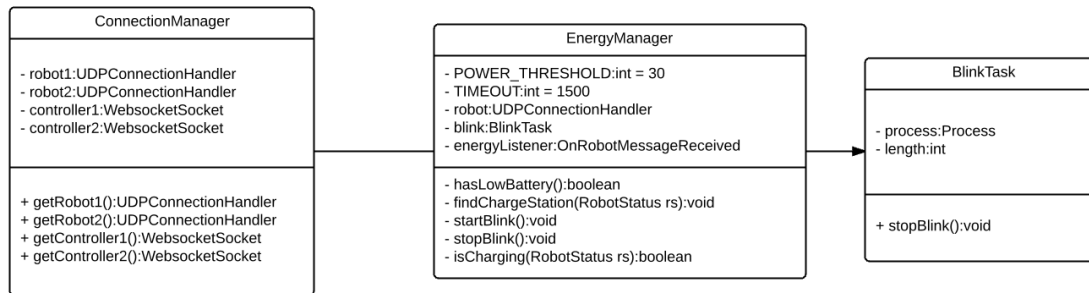 ConnectionManager
- robot1:UDPConnectionHandler
- robot2:UDPConnectionHandler
- controller1:WebsocketSocket
- controller2:WebsocketSocket
+ getRobot1():UDPConnectionHandler
+ getRobot2():UDPConnectionHandler
+ getController1():WebsocketSocket
+ getController2():WebsocketSocket
EnergyManager
- POWER_THRESHOLD:int = 30
- TIMEOUT:int = 1500
- robot:UDPConnectionHandler
- blink:BlinkTask
- energyListener:OnRobotMessageReceived
- hasLowBattery():boolean
- findChargeStation(RobotStatus rs):void
- startBlink():void
- stopBlink():void
- isCharging(RobotStatus rs):boolean
BlinkTask
- process:Process
- length:int
+ stopBlink():void